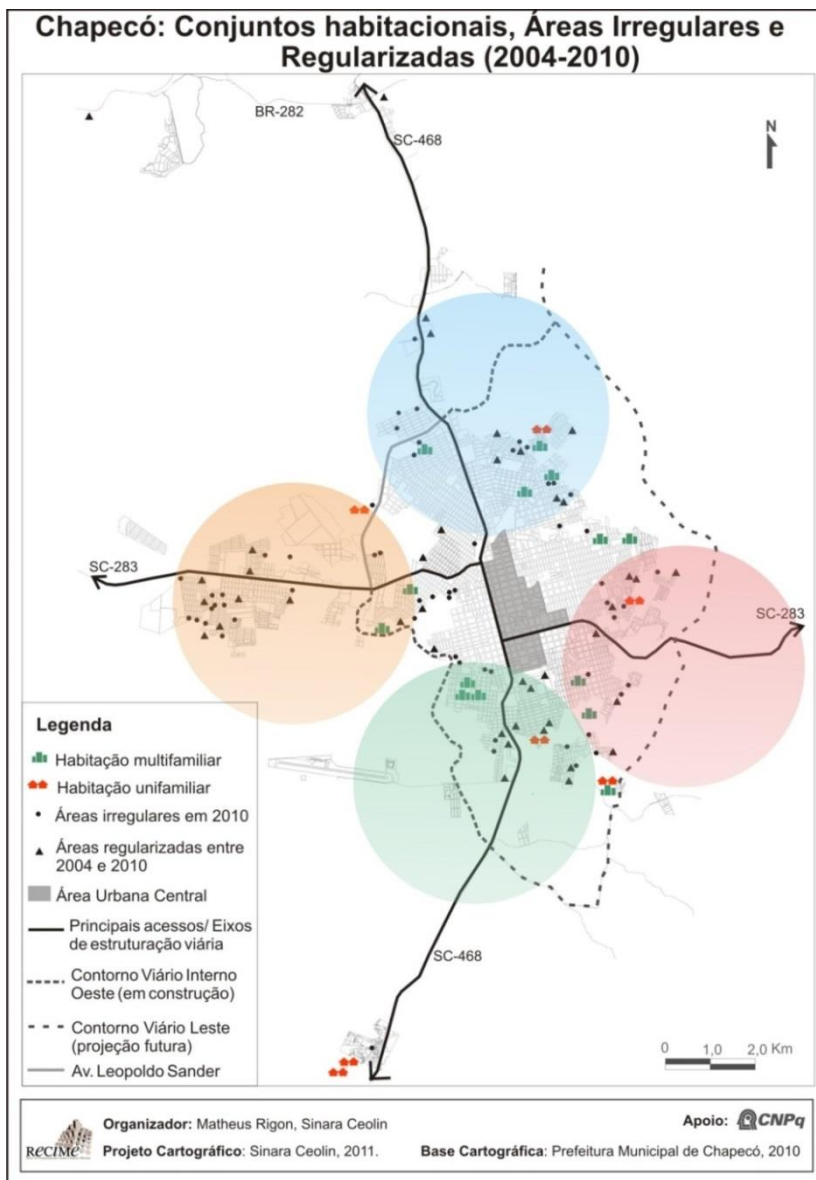 Chapecó: Conjuntos habitacionais, Áreas Irregulares e
Regularizadas (2004-2010)
BR-282
SC-468
N
SC-283
SC-283
SC-468
Legenda
Habitação multifamiliar
Habitação unifamiliar
Áreas irregulares em 2010
Áreas regularizadas entre
2004 e 2010
Área Urbana Central
Principais acessos/ Eixos
de estruturação viária
Contorno Viário Interno
Oeste (em construção)
Contorno Viário Leste
(projeção futura)
Av. Leopoldo Sander
0 1,0 2,0 Km
RECIME
Organizador: Matheus Rigon, Sinara Ceolin
Apoio: CNPq
Projeto Cartográfico: Sinara Ceolin, 2011.
Base Cartográfica: Prefeitura Municipal de Chapecó, 2010